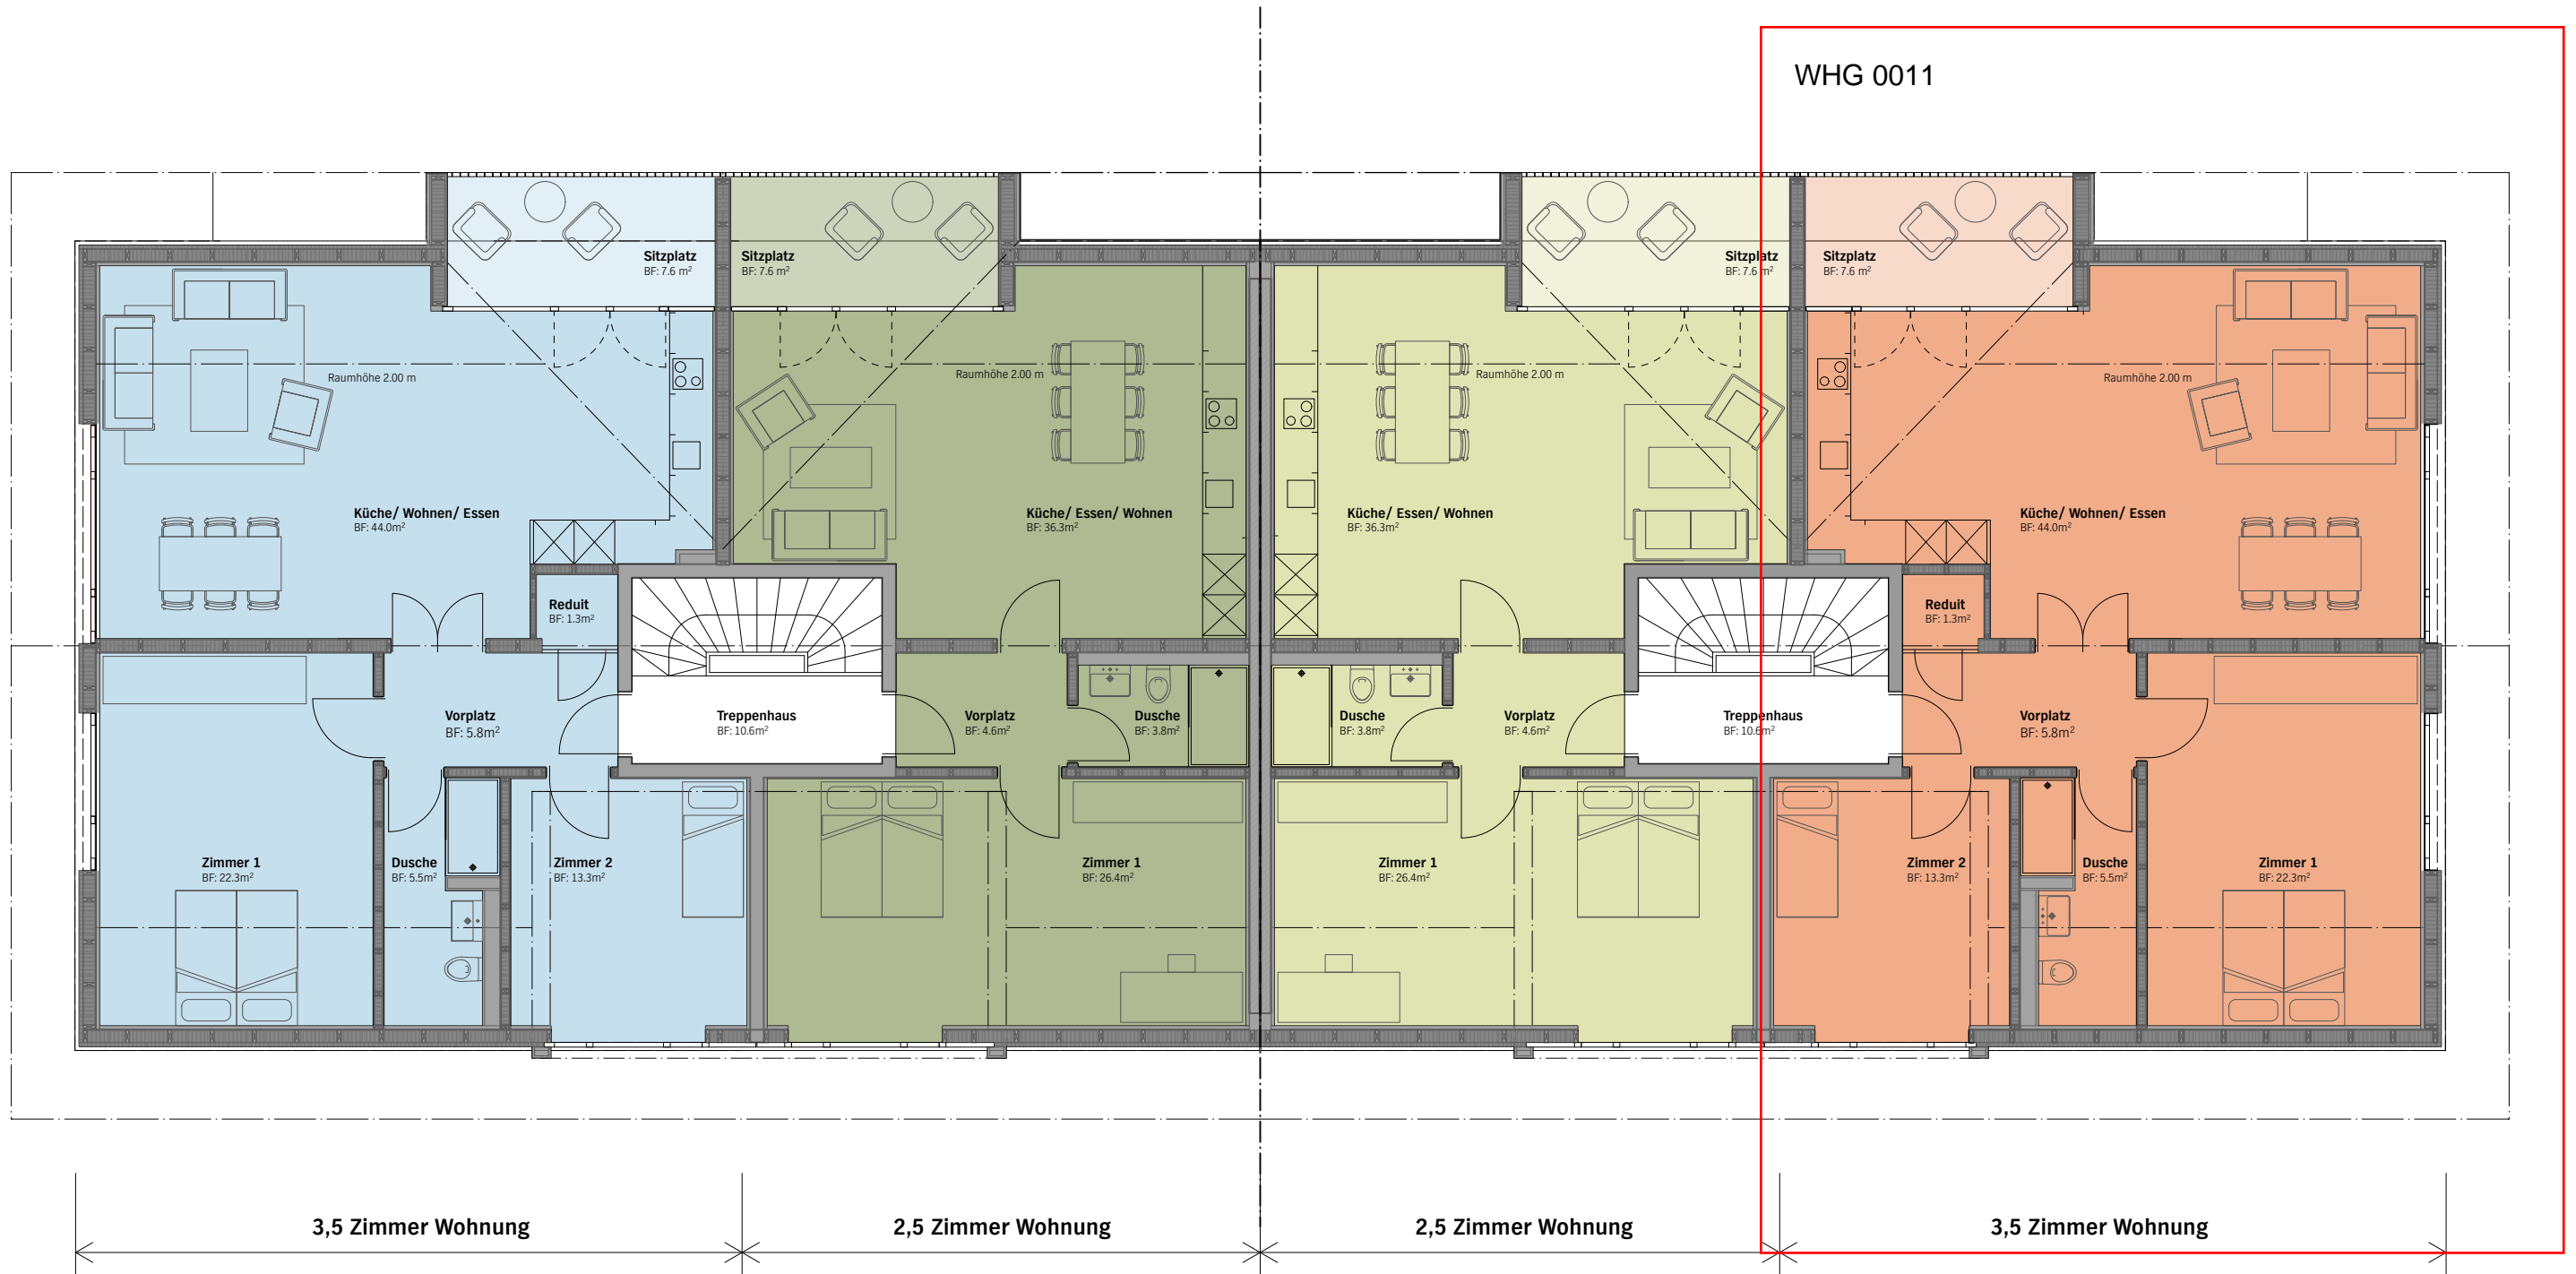 WHG 0011
Sitzplatz
BF: 7.6 m²
Sitzplatz
BF: 7.6 m²
Sitzplatz
BF: 7.6 m²
Sitzplatz
BF: 7.6 m²
Raumhöhe 2.00 m
Raumhöhe 2.00 m
Raumhöhe 2.00 m
Raumhöhe 2.00 m
Küche/ Wohnen/ Essen
BF: 44.0m²
Küche/ Essen/ Wohnen
BF: 36.3m²
Küche/ Essen/ Wohnen
BF: 36.3m²
Küche/ Wohnen/ Essen
BF: 44.0m²
Reduit
BF: 1.3m²
Reduit
BF: 1.3m²
Vorplatz
BF: 5.8m²
Treppenhaus
BF: 10.6m²
Vorplatz
BF: 4.6m²
Dusche
BF: 3.8m²
Dusche
BF: 3.8m²
Vorplatz
BF: 4.6m²
Treppenhaus
BF: 10.6m²
Vorplatz
BF: 5.8m²
Zimmer 1
BF: 22.3m²
Dusche
BF: 5.5m²
Zimmer 2
BF: 13.3m²
Zimmer 1
BF: 26.4m²
Zimmer 1
BF: 26.4m²
Zimmer 2
BF: 13.3m²
Dusche
BF: 5.5m²
Zimmer 1
BF: 22.3m²
3,5 Zimmer Wohnung
2,5 Zimmer Wohnung
2,5 Zimmer Wohnung
3,5 Zimmer Wohnung